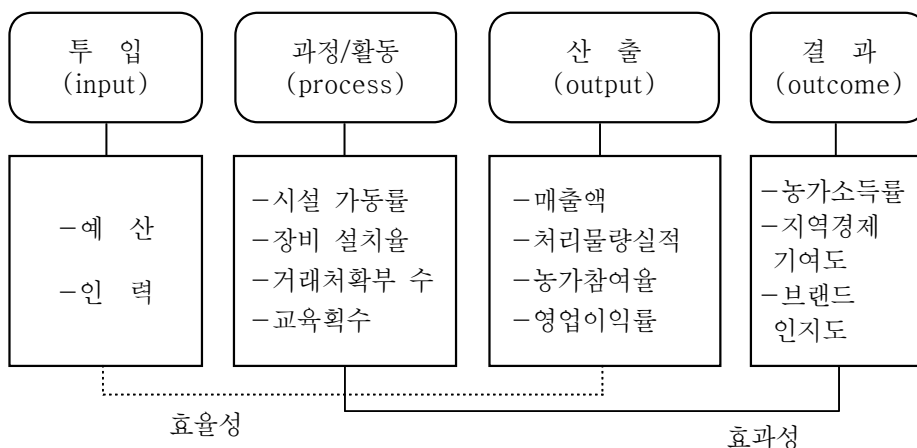 투 입
(input)
과정/활동
(process)
산 출
(output)
결 과
(outcome)
-예 산
-인 력
-시설 가동률
-장비 설치율
-거래처확부 수
-교육획수
-매출액
-처리물량실적
-농가참여율
-영업이익률
-농가소득률
-지역경제
기여도
-브랜드
인지도
효율성
효과성